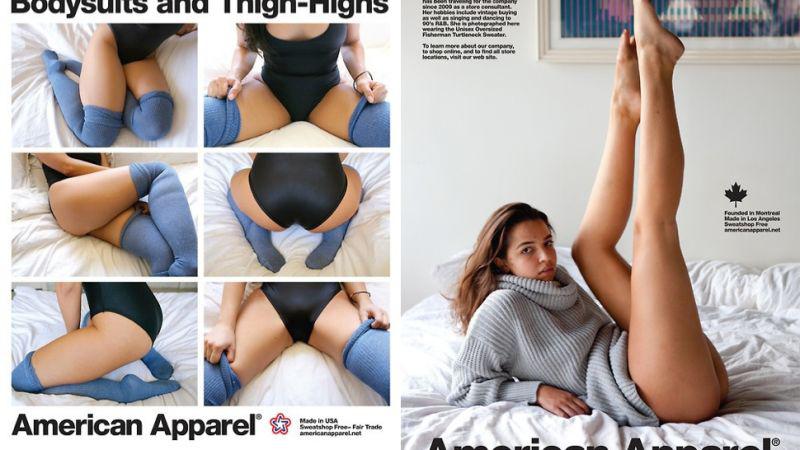 Bodysuits and Thigh-Highs
American Apparel®
Made in USA
Sweatshop Free—Fair Trade
americanapparel.net
has been traveling for the company
since 2009 as a store consultant.
Her hobbies include vintage buying
as well as singing and dancing to
90's R&B. She is photographed here
wearing the Unisex Oversized
Fisherman Turtleneck Sweater.
To learn more about our company,
to shop online, and to find all store
locations, visit our web site.
Founded in Montreal
Made in Los Angeles
Sweatshop Free
americanapparel.net
American Apparel®